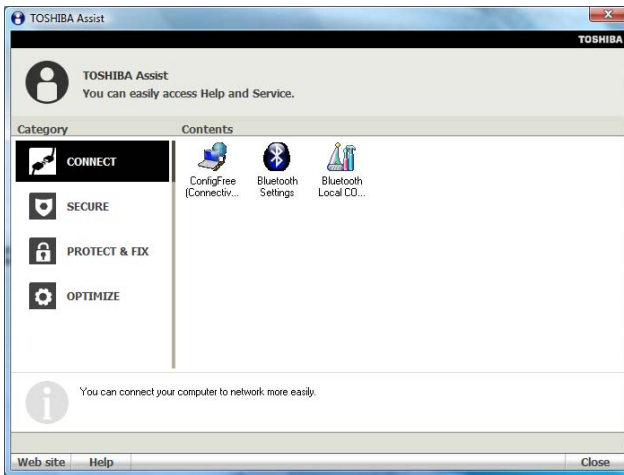 TOSHIBA Assist
TOSHIBA
TOSHIBA Assist
You can easily access Help and Service.
Category
Contents
CONNECT
SECURE
PROTECT & FIX
OPTIMIZE
ConfigFree
(Connectiv...
Bluetooth
Settings
Bluetooth
Local CO...
You can connect your computer to network more easily.
Web site
Help
Close